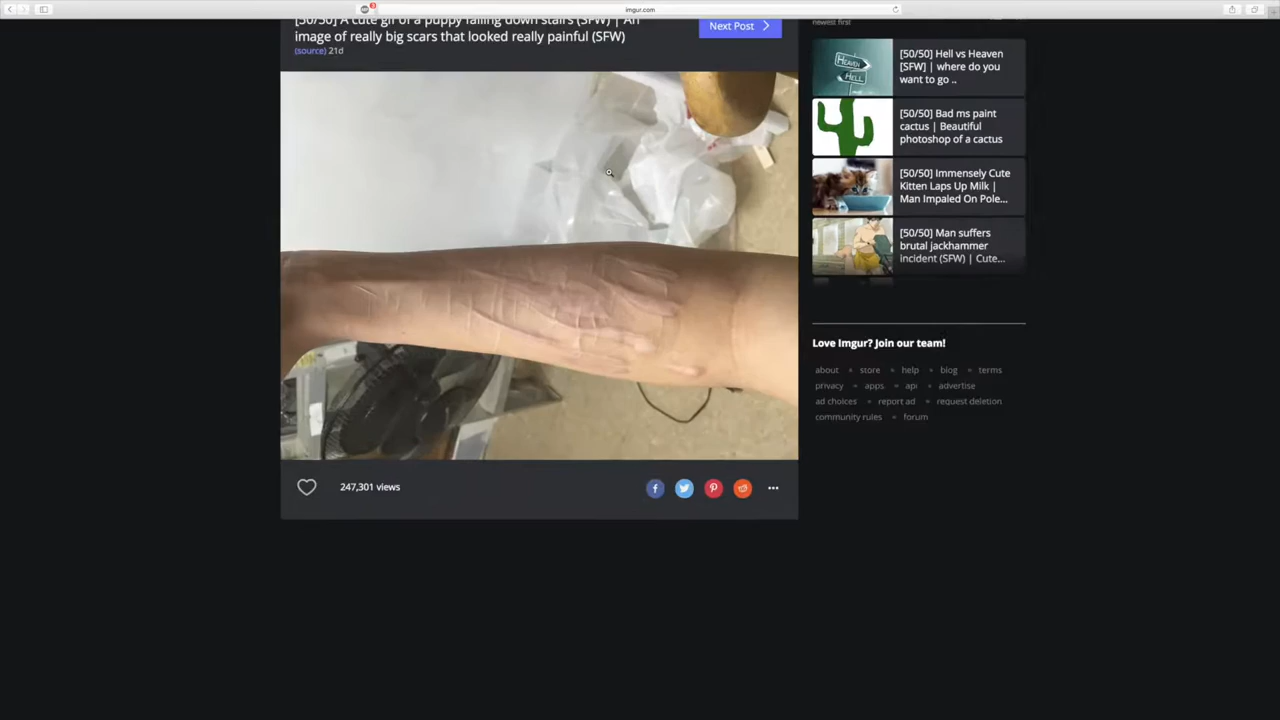 imgur.com
[50/50] A cute gif of a puppy falling down stairs (SFW) | An
image of really big scars that looked really painful (SFW)
(source) 21d
Next Post
newest first
[50/50] Hell vs Heaven
[SFW] | where do you
want to go ..
HEAVEN
HELL
[50/50] Bad ms paint
cactus | Beautiful
photoshop of a cactus
[50/50] Immensely Cute
Kitten Laps Up Milk |
Man Impaled On Pole...
[50/50] Man suffers
brutal jackhammer
incident (SFW) | Cute...
Love Imgur? Join our team!
about store help blog terms
privacy apps api advertise
ad choices report ad request deletion
community rules forum
247,301 views